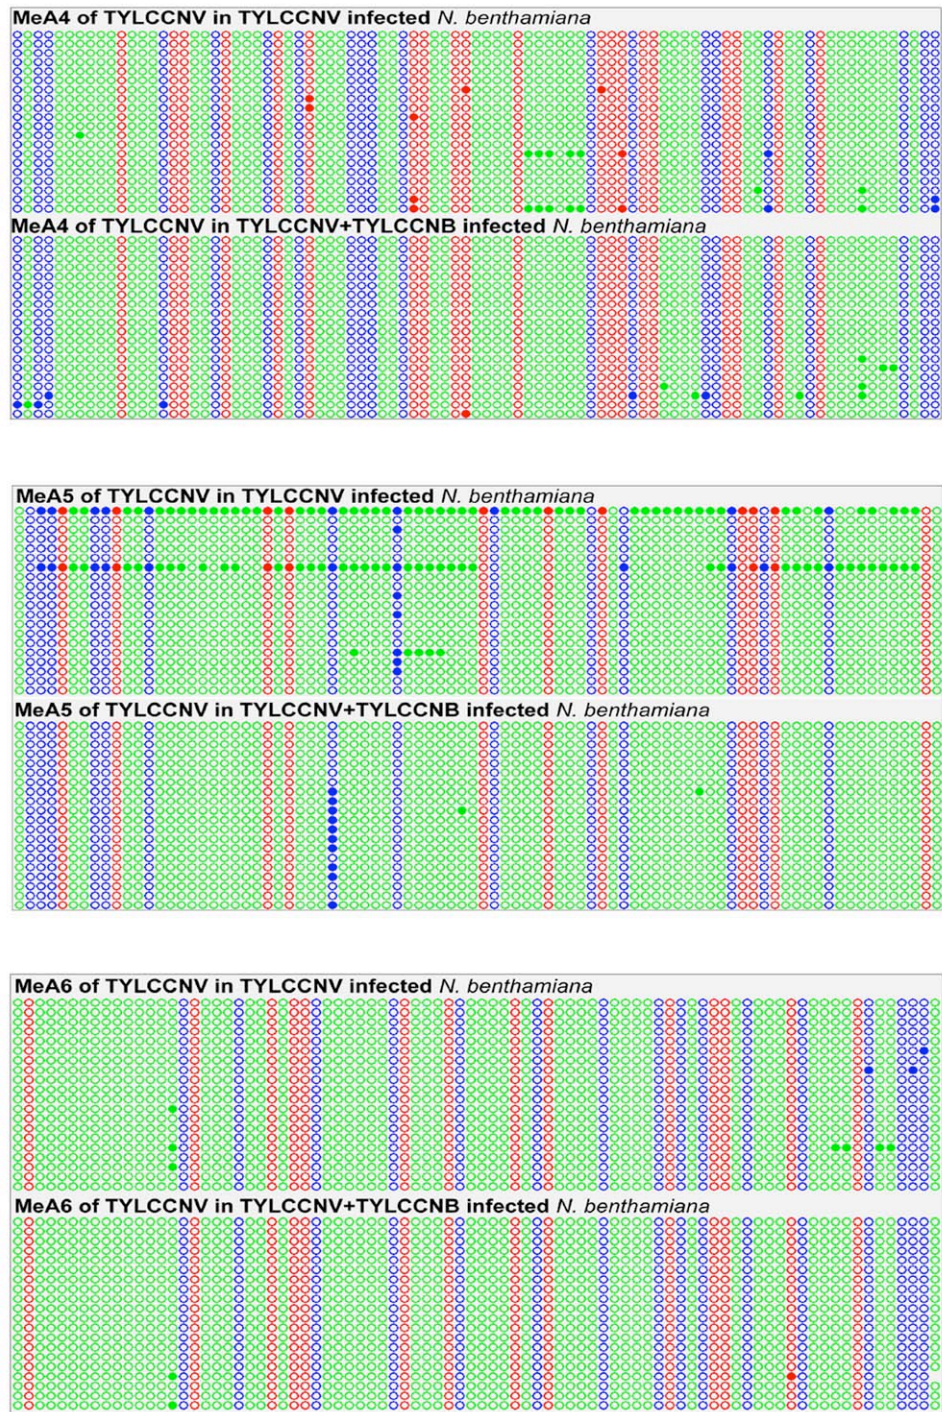 MeA4 of TYLCCNV in TYLCCNV infected N. benthamiana
MeA4 of TYLCCNV in TYLCCNV+TYLCCNB infected N. benthamiana
MeA5 of TYLCCNV in TYLCCNV infected N. benthamiana
MeA5 of TYLCCNV in TYLCCNV+TYLCCNB infected N. benthamiana
MeA6 of TYLCCNV in TYLCCNV infected N. benthamiana
MeA6 of TYLCCNV in TYLCCNV+TYLCCNB infected N. benthamiana